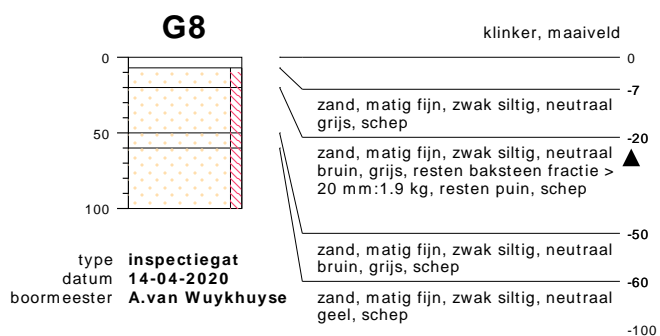 G8
klinker, maaiveld
0
0
-7
zand, matig fijn, zwak siltig, neutraal
grijs, schep
-20
zand, matig fijn, zwak siltig, neutraal
bruin, grijs, resten baksteen fractie >
20 mm:1.9 kg, resten puin, schep
50
-50
zand, matig fijn, zwak siltig, neutraal
bruin, grijs, schep
-60
zand, matig fijn, zwak siltig, neutraal
geel, schep
100
-100
type inspectiegat
datum 14-04-2020
boormeester A.van Wuykhuyse